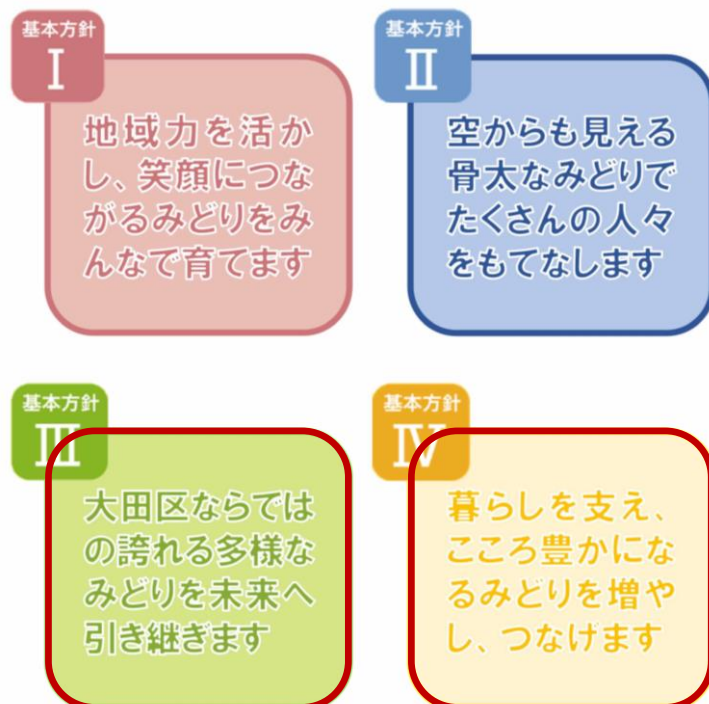 基本方針
Ⅰ
地域力を活か
し、笑顔につな
がるみどりをみ
んなで育てます
基本方針
Ⅱ
空からも見える
骨太なみどりで
たくさんの人々
をもてなします
基本方針
Ⅲ
大田区ならでは
の誇れる多様な
みどりを未来へ
引き継ぎます
基本方針
Ⅳ
暮らしを支え、
こころ豊かにな
るみどりを増や
し、つなげます